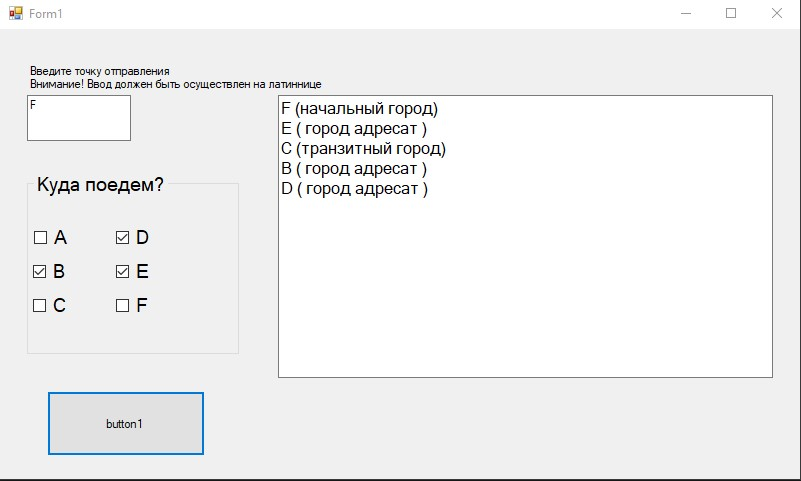 Form1
Введите точку отправления
Внимание! Ввод должен быть осуществлен на латиннице
F
F (начальный город)
E ( город адресат )
C (транзитный город)
B ( город адресат )
D ( город адресат )
Куда поедем?
A D
B E
C F
button1